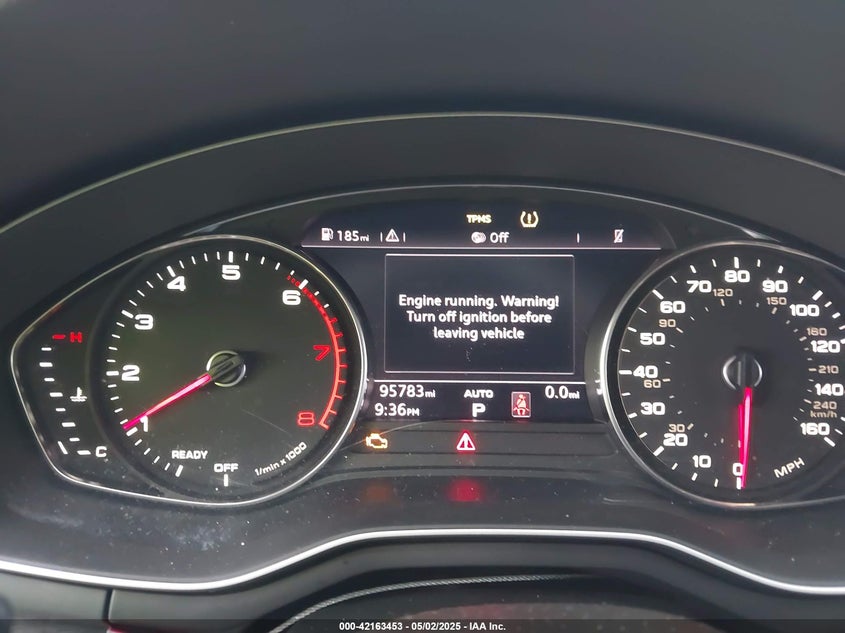 TPMS
185mi
Off
Engine running. Warning!
Turn off ignition before
leaving vehicle
95783mi AUTO 0.0mi
9:36PM P
H
C
OFF
READY
1
2
3
4
5
6
7
8
1/min x 1000
0
10
20
30
40
50
60
70
80
90
100
120
140
160
30
60
90
120
150
180
210
240
km/h
MPH
000-42163453 - 05/02/2025 - IAA Inc.